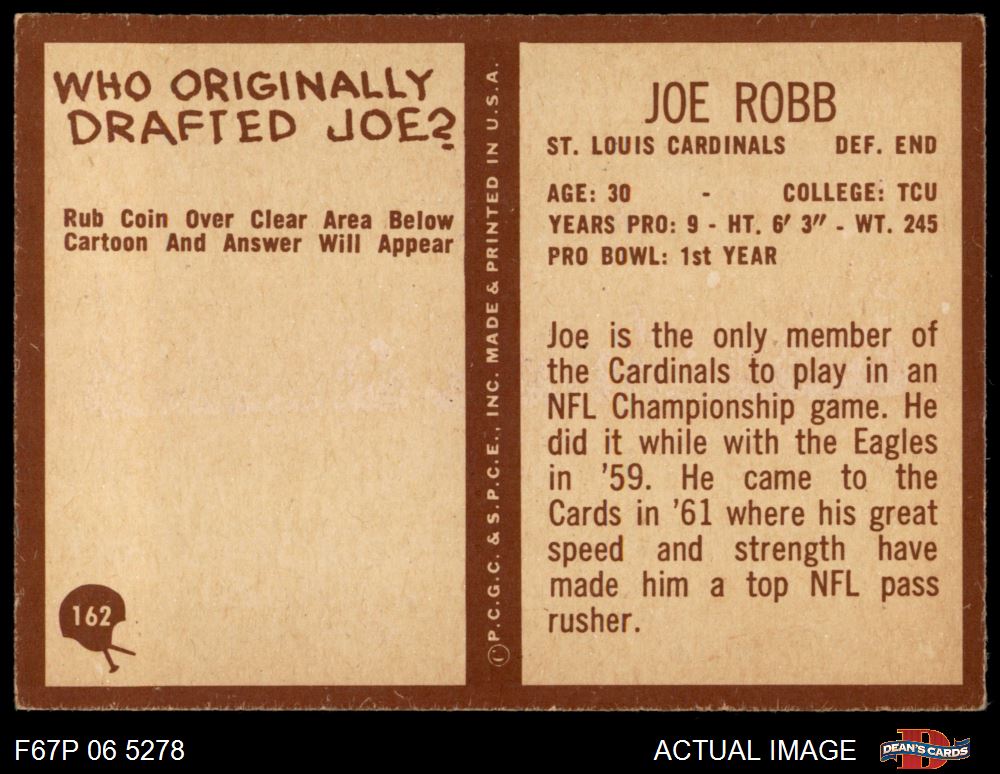 WHO ORIGINALLY
DRAFTED JOE?
Rub Coin Over Clear Area Below
Cartoon And Answer Will Appear
162
© P.C.G.C. & S.P.C.E., INC. MADE & PRINTED IN U.S.A.
JOE ROBB
ST. LOUIS CARDINALS DEF. END
AGE: 30 - COLLEGE: TCU
YEARS PRO: 9 - HT. 6' 3" - WT. 245
PRO BOWL: 1st YEAR
Joe is the only member of
the Cardinals to play in an
NFL Championship game. He
did it while with the Eagles
in '59. He came to the
Cards in '61 where his great
speed and strength have
made him a top NFL pass
rusher.
F67P 06 5278
ACTUAL IMAGE
D
DEAN'S CARDS